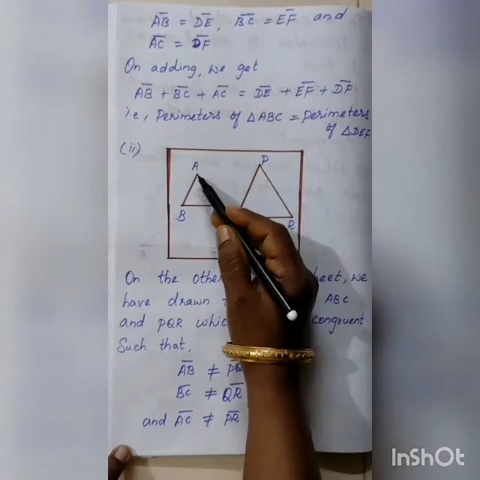 AB = DE, BC = EF and
AC = DF
On adding, we get
AB + BC + AC = DE + EF + DF
ie, Perimeters of △ABC = perimeters
of △DEF
(ii)
A
P
B
R
On the other sheet, we
have drawn ABC
and PQR congruent
Such that,
AB ≠
BC ≠ QR
and AC ≠ PR
InShOt